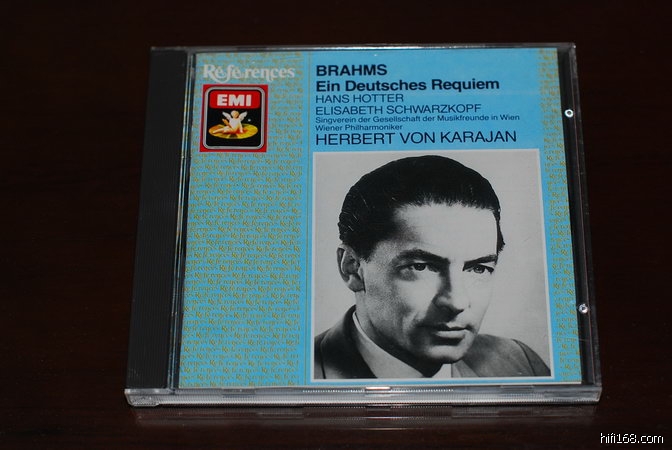 Références
EMI
BRAHMS
Ein Deutsches Requiem
HANS HOTTER
ELISABETH SCHWARZKOPF
Singverein der Gesellschaft der Musikfreunde in Wien
Wiener Philharmoniker
HERBERT VON KARAJAN
hifi168.com